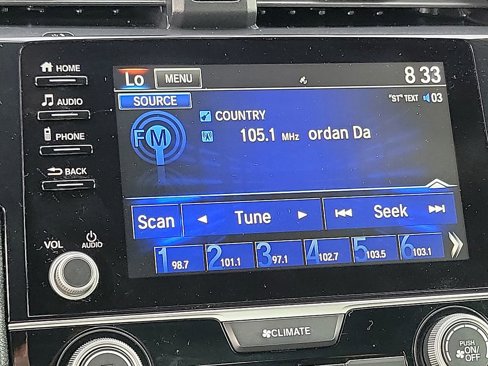 HOME
Lo MENU 8 33
AUDIO
SOURCE "ST" TEXT 03
COUNTRY
FM 105.1 MHz ordan Da
PHONE
BACK
Scan Tune Seek
VOL AUDIO
1 98.7 2 101.1 3 97.1 4 102.7 5 103.5 6 103.1
CLIMATE
PUSH
ON/
OFF